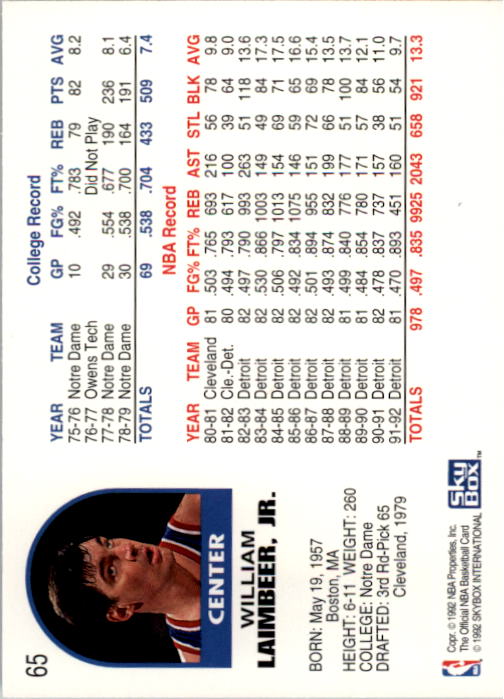 65
CENTER
WILLIAM
LAIMBEER, JR.
BORN: May 19, 1957
Boston, MA
HEIGHT: 6-11 WEIGHT: 260
COLLEGE: Notre Dame
DRAFTED: 3rd Rd-Pick 65
Cleveland, 1979
Copr. © 1992 NBA Properties, Inc.
The Official NBA Basketball Card
© 1992 SKYBOX INTERNATIONAL
NBA
SKYBOX™
College Record
YEAR TEAM GP FG% FT% REB PTS AVG
75-76 Notre Dame 10 .492 .783 79 82 8.2
76-77 Owens Tech Did Not Play
77-78 Notre Dame 29 .554 .677 190 236 8.1
78-79 Notre Dame 30 .538 .700 164 191 6.4
TOTALS 69 .538 .704 433 509 7.4
NBA Record
YEAR TEAM GP FG% FT% REB AST STL BLK AVG
80-81 Cleveland 81 .503 .765 693 216 56 78 9.8
81-82 Cle.-Det. 80 .494 .793 617 100 39 64 9.0
82-83 Detroit 82 .497 .790 993 263 51 118 13.6
83-84 Detroit 82 .530 .866 1003 149 49 84 17.3
84-85 Detroit 82 .506 .797 1013 154 69 71 17.5
85-86 Detroit 82 .492 .834 1075 146 59 65 16.6
86-87 Detroit 82 .501 .894 955 151 72 69 15.4
87-88 Detroit 82 .493 .874 832 199 66 78 13.5
88-89 Detroit 81 .499 .840 776 177 51 100 13.7
89-90 Detroit 81 .484 .854 780 171 57 84 12.1
90-91 Detroit 82 .478 .837 737 157 38 56 11.0
91-92 Detroit 81 .470 .893 451 160 51 54 9.7
TOTALS 978 .497 .835 9925 2043 658 921 13.3